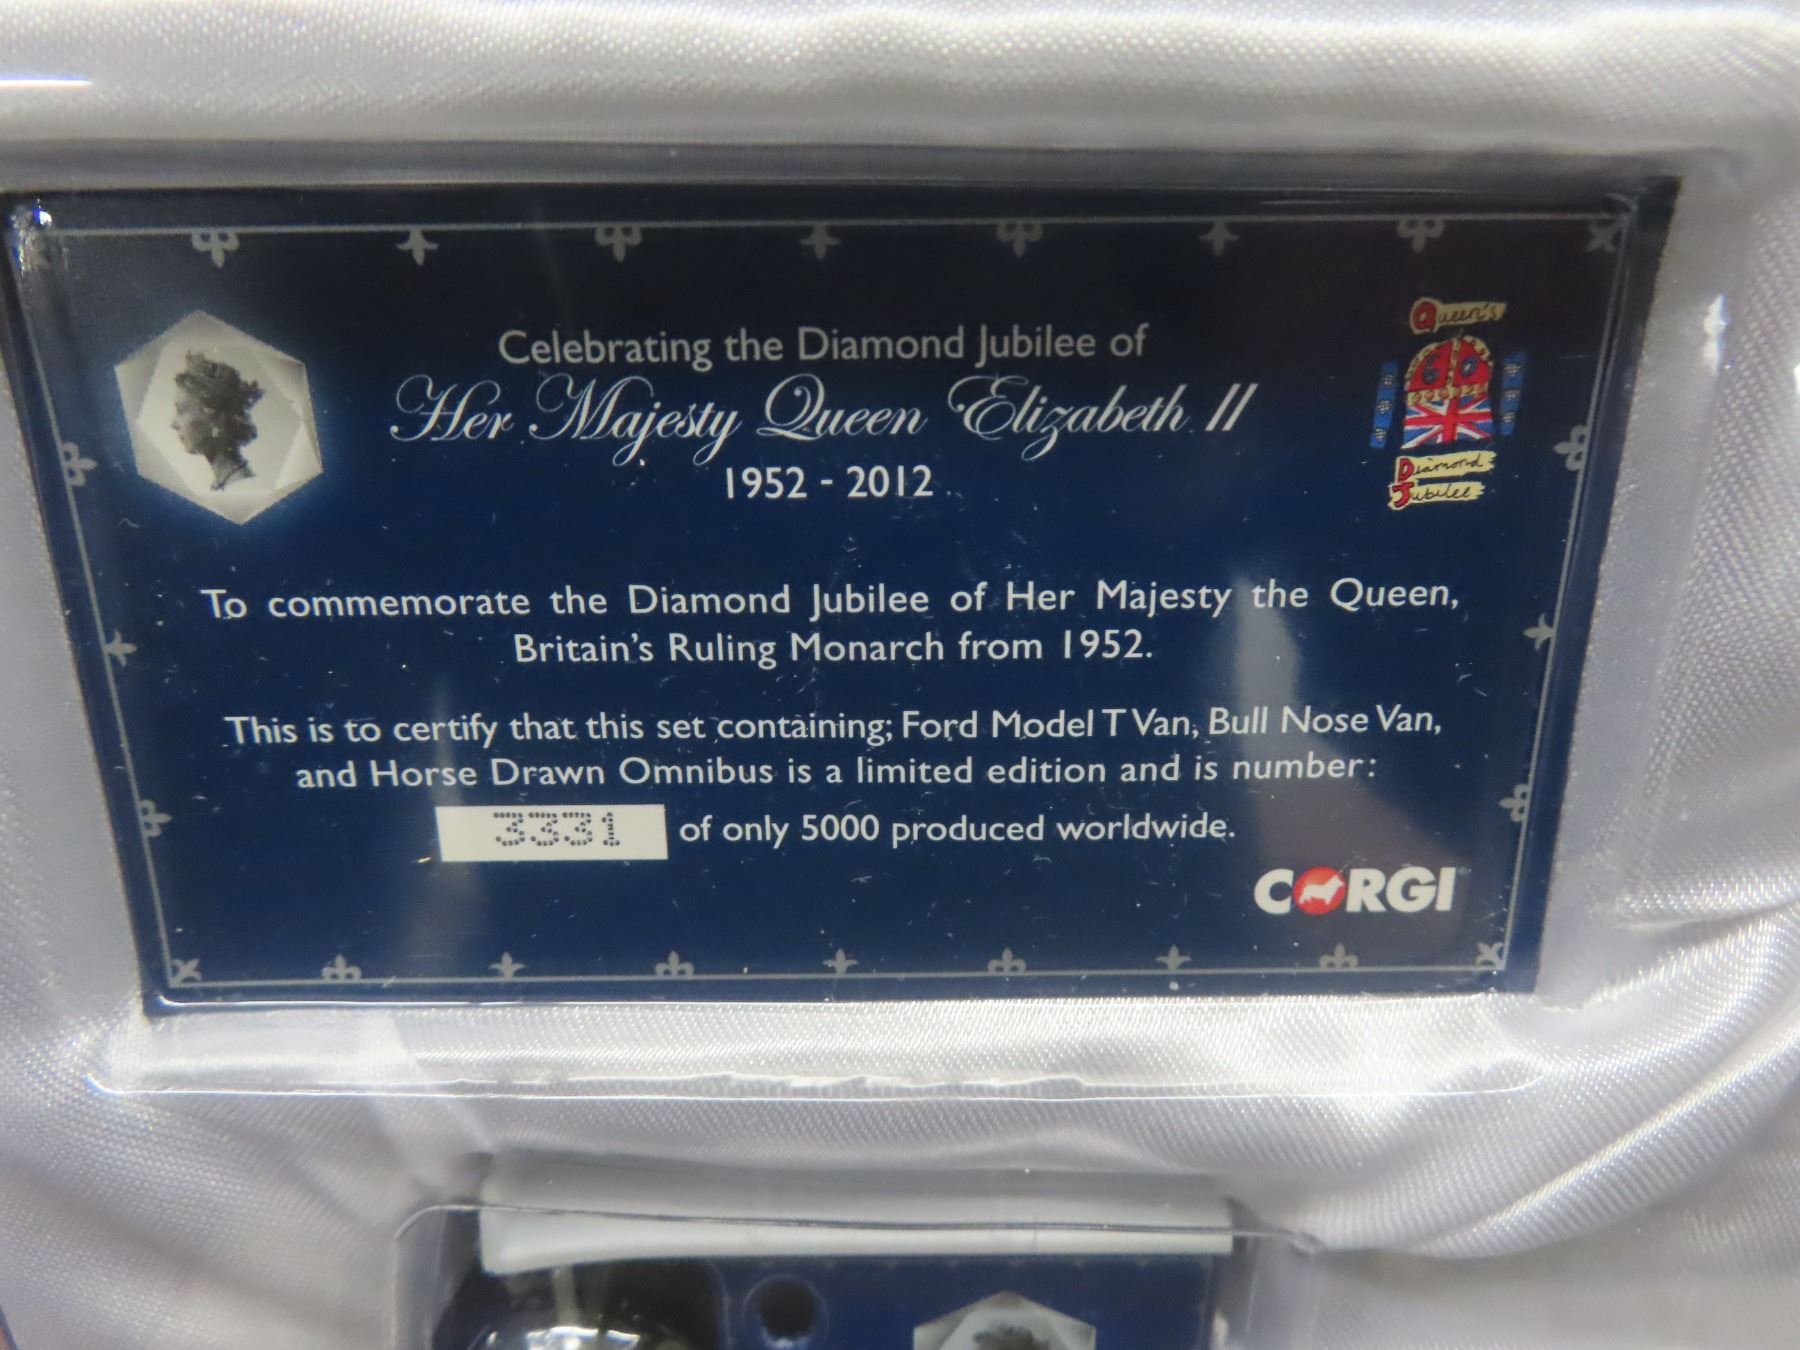 Celebrating the Diamond Jubilee of
Her Majesty Queen Elizabeth II
1952 - 2012
Queen's
60
Diamond
Jubilee
To commemorate the Diamond Jubilee of Her Majesty the Queen,
Britain's Ruling Monarch from 1952.
This is to certify that this set containing; Ford Model T Van, Bull Nose Van,
and Horse Drawn Omnibus is a limited edition and is number:
3331 of only 5000 produced worldwide.
CORGI